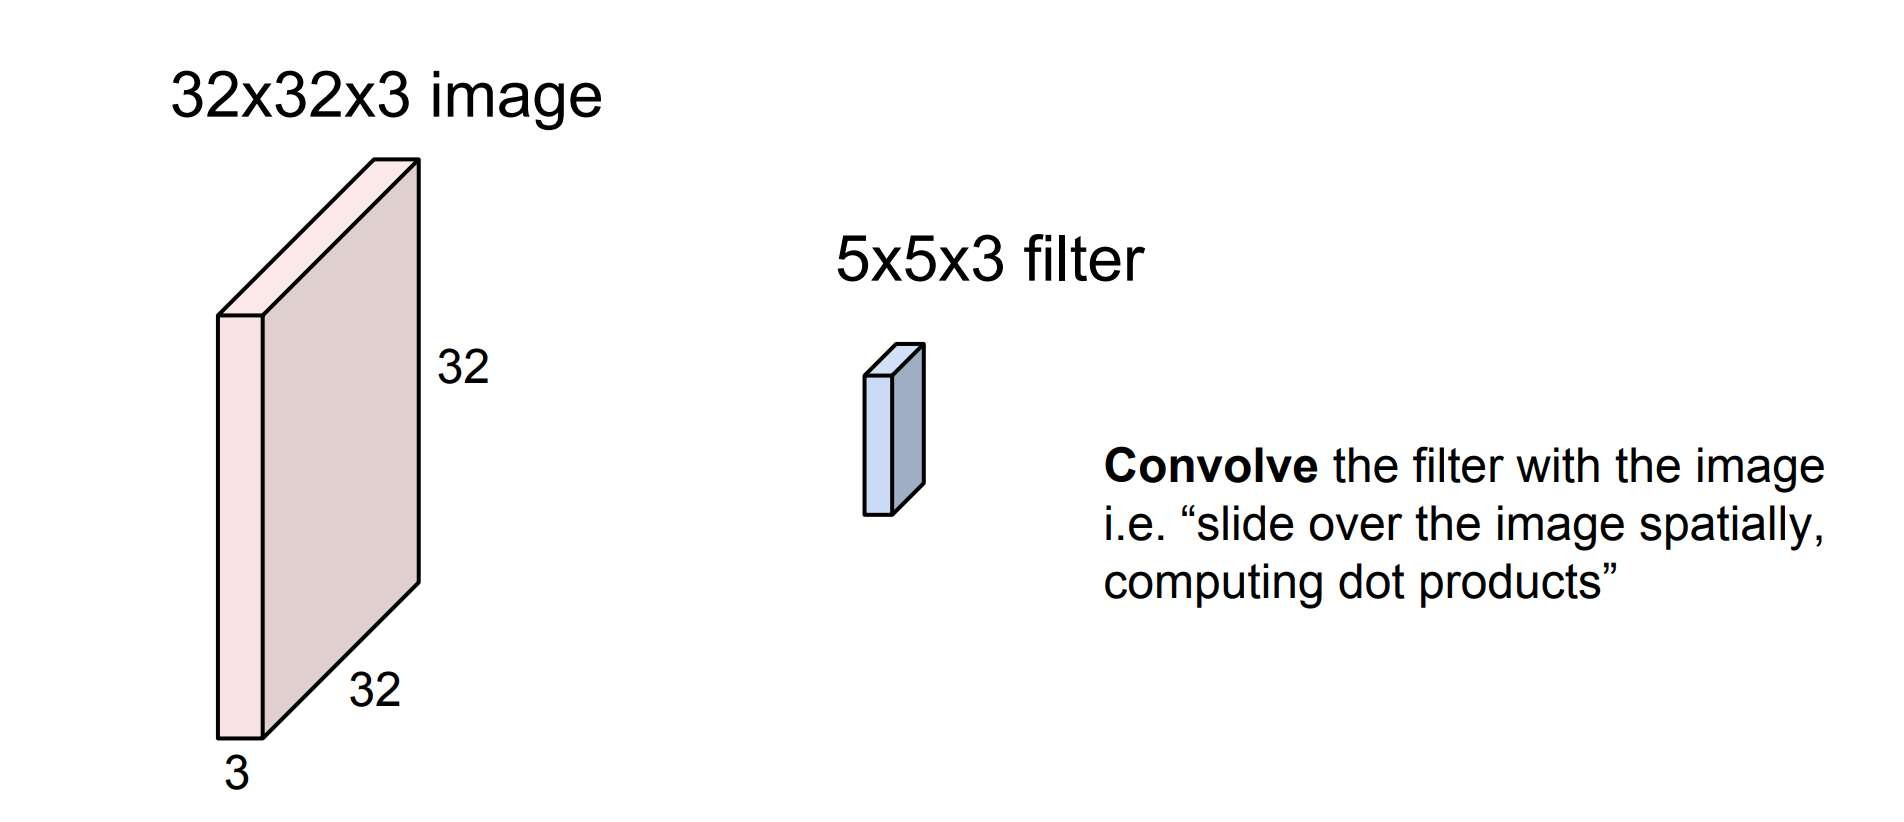 32x32x3 image
32
32
3
5x5x3 filter
Convolve the filter with the image
i.e. “slide over the image spatially,
computing dot products”